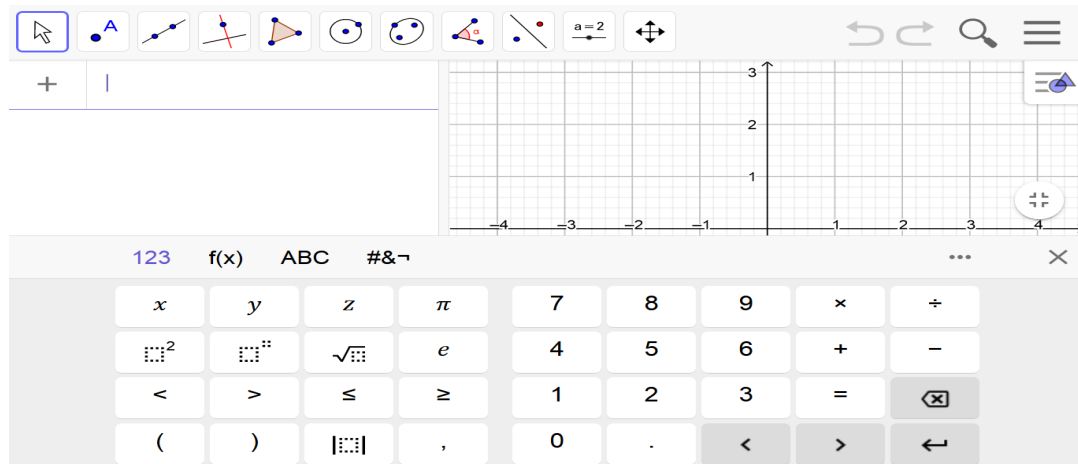 A
α
a=2
+
3
2
1
–4 –3 –2 –1 1 2 3 4
123 f(x) ABC #&¬
x y z π 7 8 9 × ÷
2 √ e 4 5 6 + −
< > ≤ ≥ 1 2 3 =
( ) | | , 0 . < >